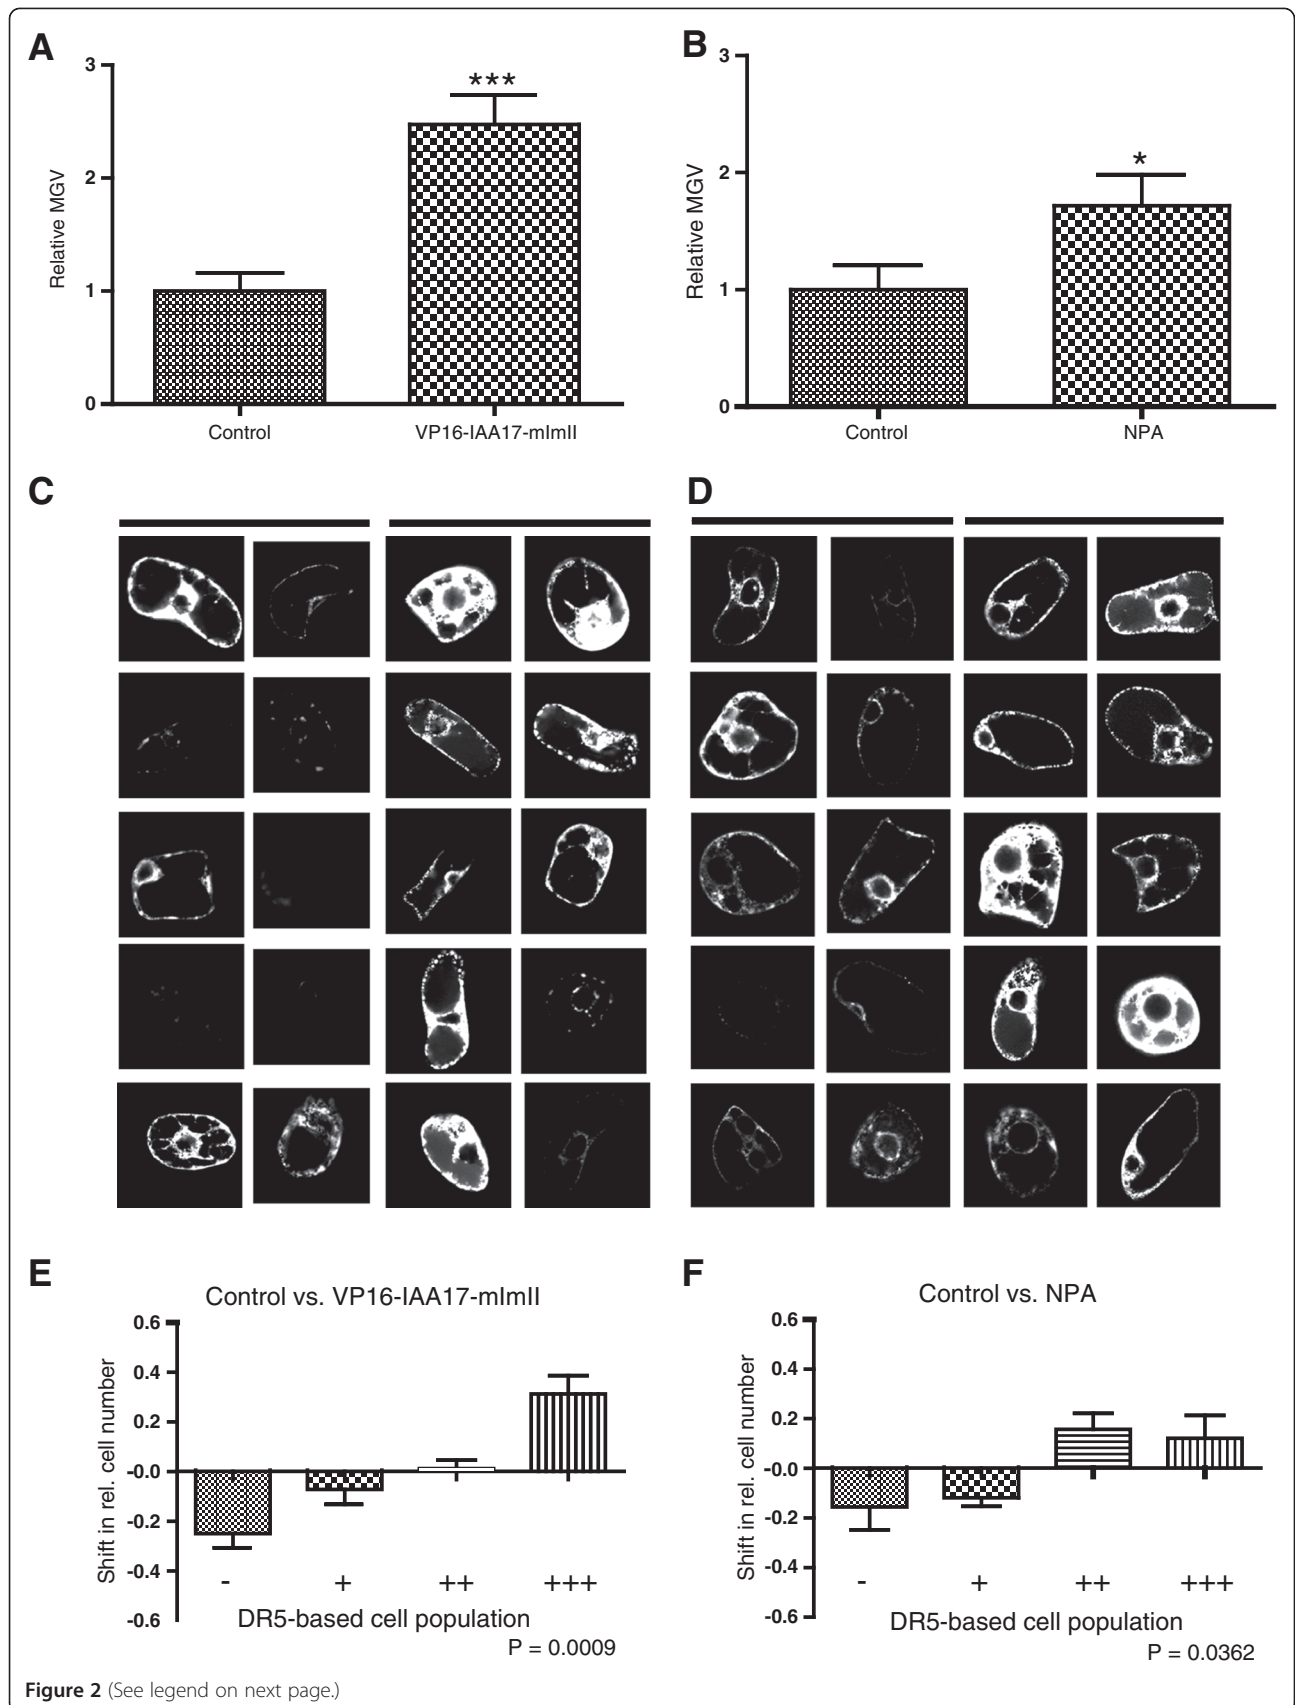 A
B
3
2
1
0
Relative MGV
***
Control
VP16-IAA17-mImII
3
2
1
0
Relative MGV
*
Control
NPA
C
D
E
Control vs. VP16-IAA17-mImII
0.6
0.4
0.2
-0.0
-0.2
-0.4
-0.6
Shift in rel. cell number
- + ++ +++
DR5-based cell population
P = 0.0009
F
Control vs. NPA
0.6
0.4
0.2
-0.0
-0.2
-0.4
-0.6
Shift in rel. cell number
- + ++ +++
DR5-based cell population
P = 0.0362
Figure 2 (See legend on next page.)